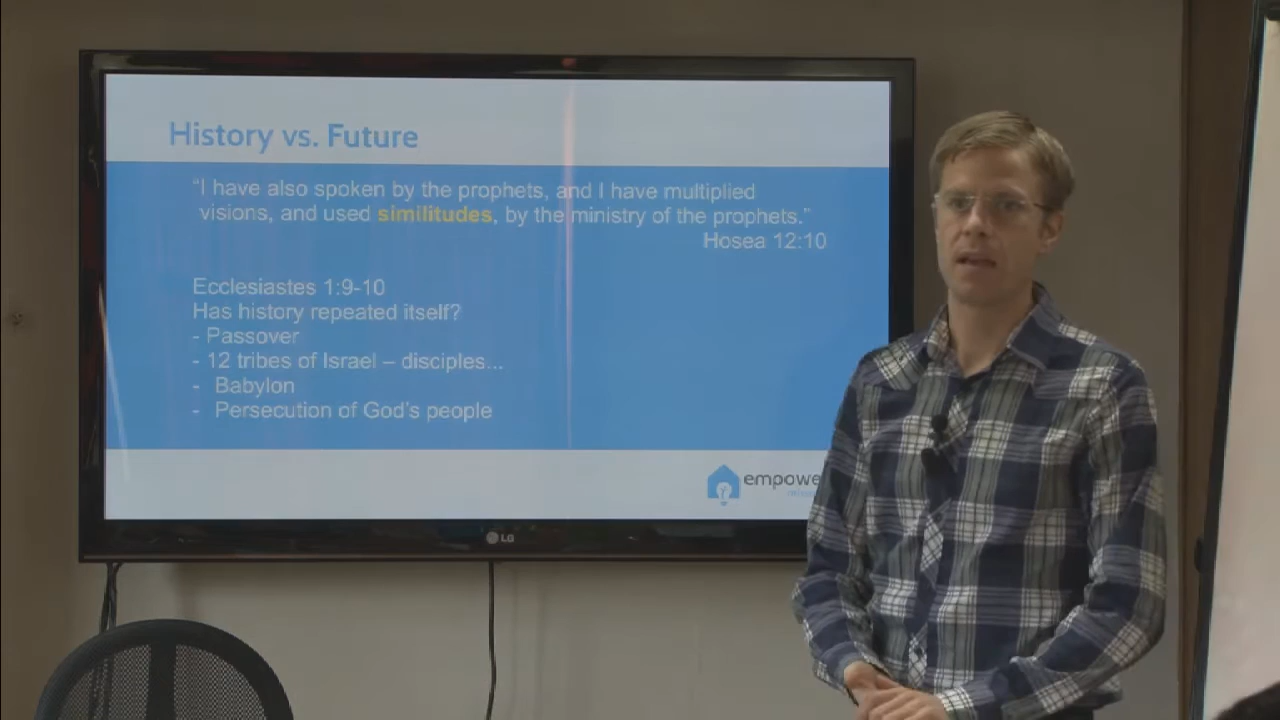 History vs. Future
"I have also spoken by the prophets, and I have multiplied
visions, and used similitudes, by the ministry of the prophets."
Hosea 12:10
Ecclesiastes 1:9-10
Has history repeated itself?
- Passover
- 12 tribes of Israel – disciples...
- Babylon
- Persecution of God's people
empowe
LG